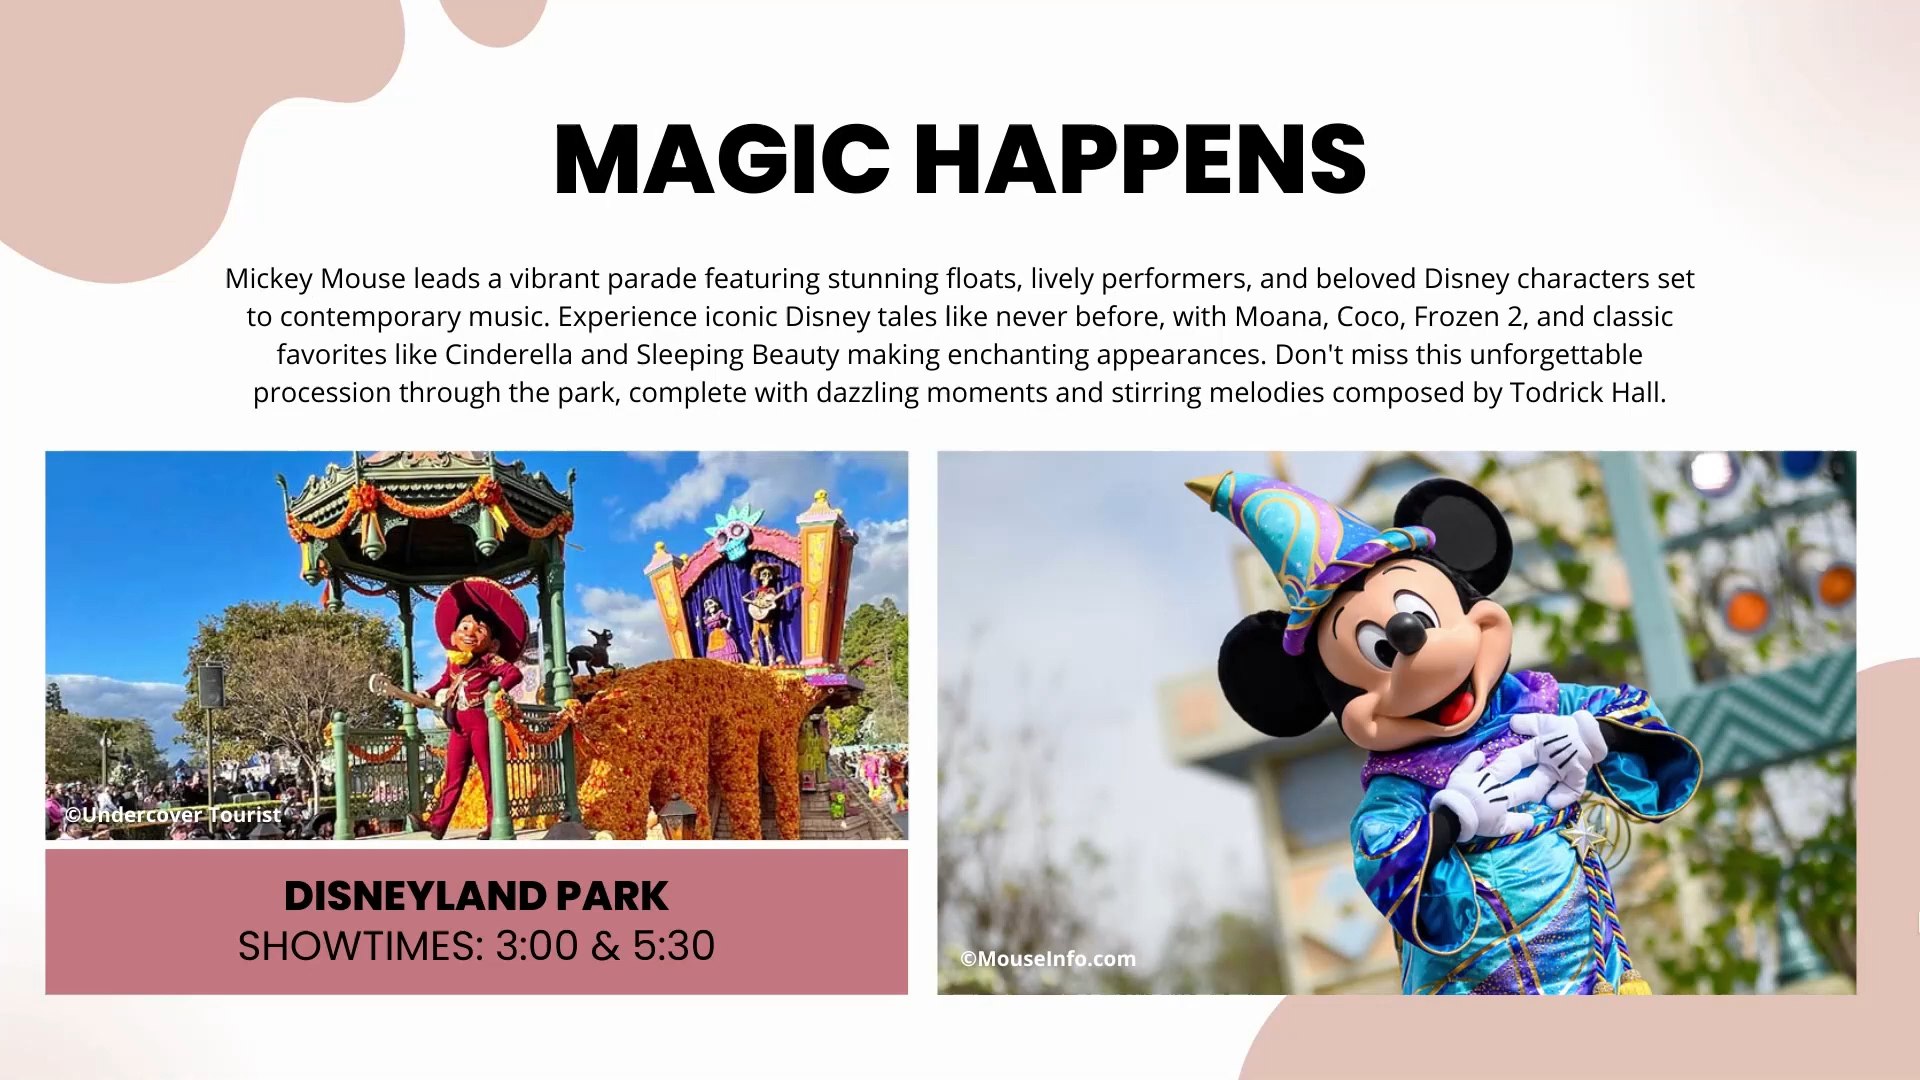 MAGIC HAPPENS
Mickey Mouse leads a vibrant parade featuring stunning floats, lively performers, and beloved Disney characters set
to contemporary music. Experience iconic Disney tales like never before, with Moana, Coco, Frozen 2, and classic
favorites like Cinderella and Sleeping Beauty making enchanting appearances. Don't miss this unforgettable
procession through the park, complete with dazzling moments and stirring melodies composed by Todrick Hall.
©Undercover Tourist
DISNEYLAND PARK
SHOWTIMES: 3:00 & 5:30
©MouseInfo.com